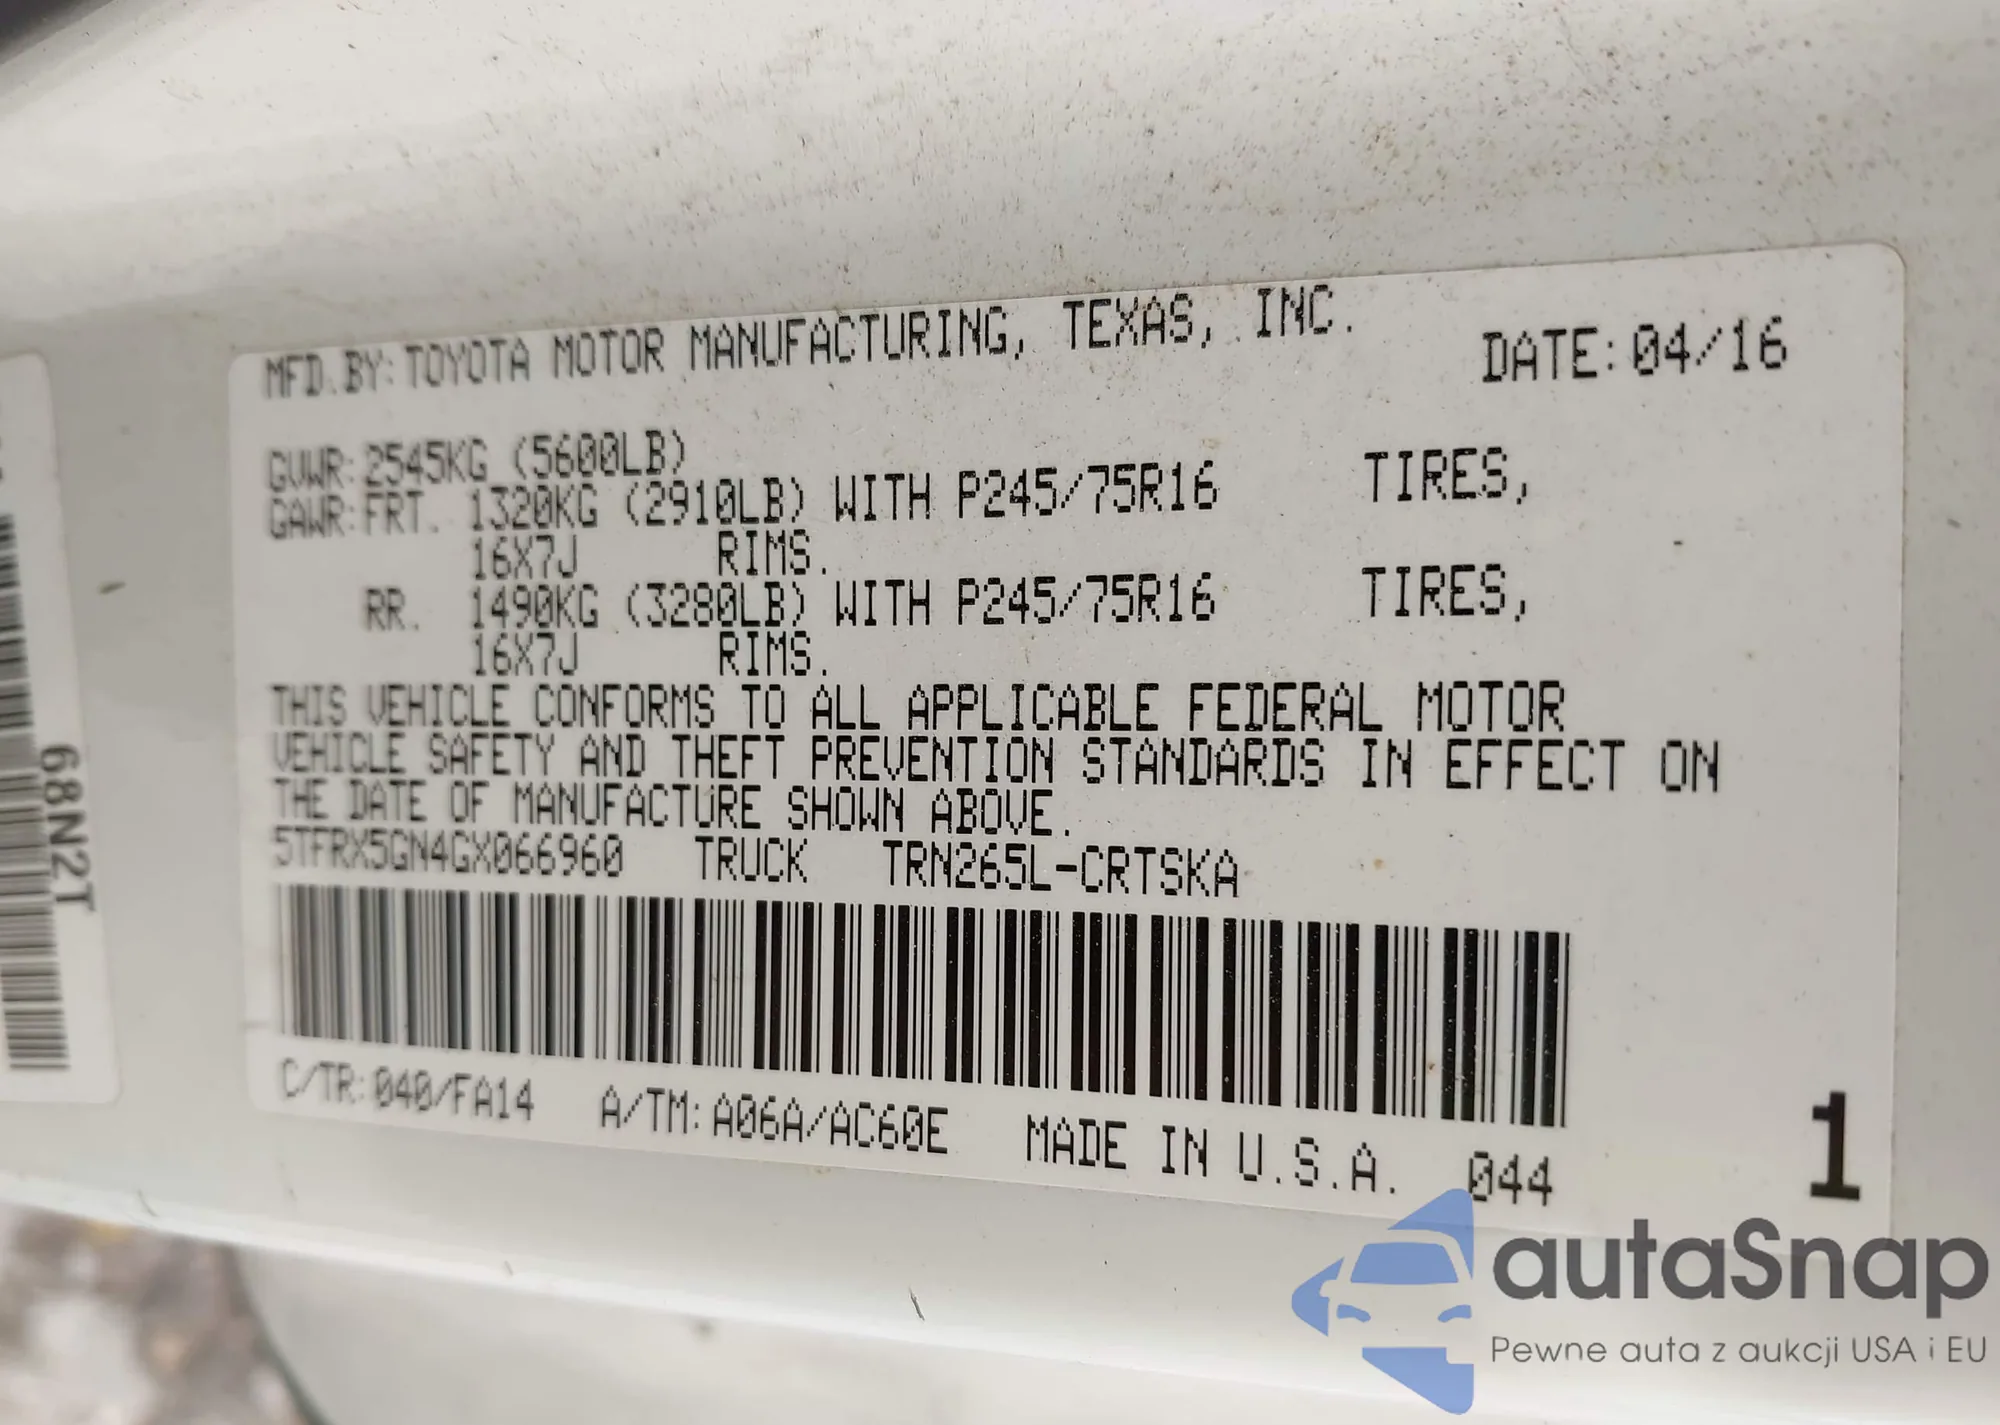 MFD.BY:TOYOTA MOTOR MANUFACTURING, TEXAS, INC.
DATE:04/16
GVWR:2545KG (5600LB)
GAWR:FRT. 1320KG (2910LB) WITH P245/75R16 TIRES,
16X7J RIMS.
RR. 1490KG (3280LB) WITH P245/75R16 TIRES,
16X7J RIMS.
THIS VEHICLE CONFORMS TO ALL APPLICABLE FEDERAL MOTOR
VEHICLE SAFETY AND THEFT PREVENTION STANDARDS IN EFFECT ON
THE DATE OF MANUFACTURE SHOWN ABOVE.
5TFRX5GN4GX066960 TRUCK TRN265L-CRTSKA
C/TR:040/FA14 A/TM:A06A/AC60E MADE IN U.S.A. 044
1
68N2T
autaSnap
Pewne auta z aukcji USA i EU